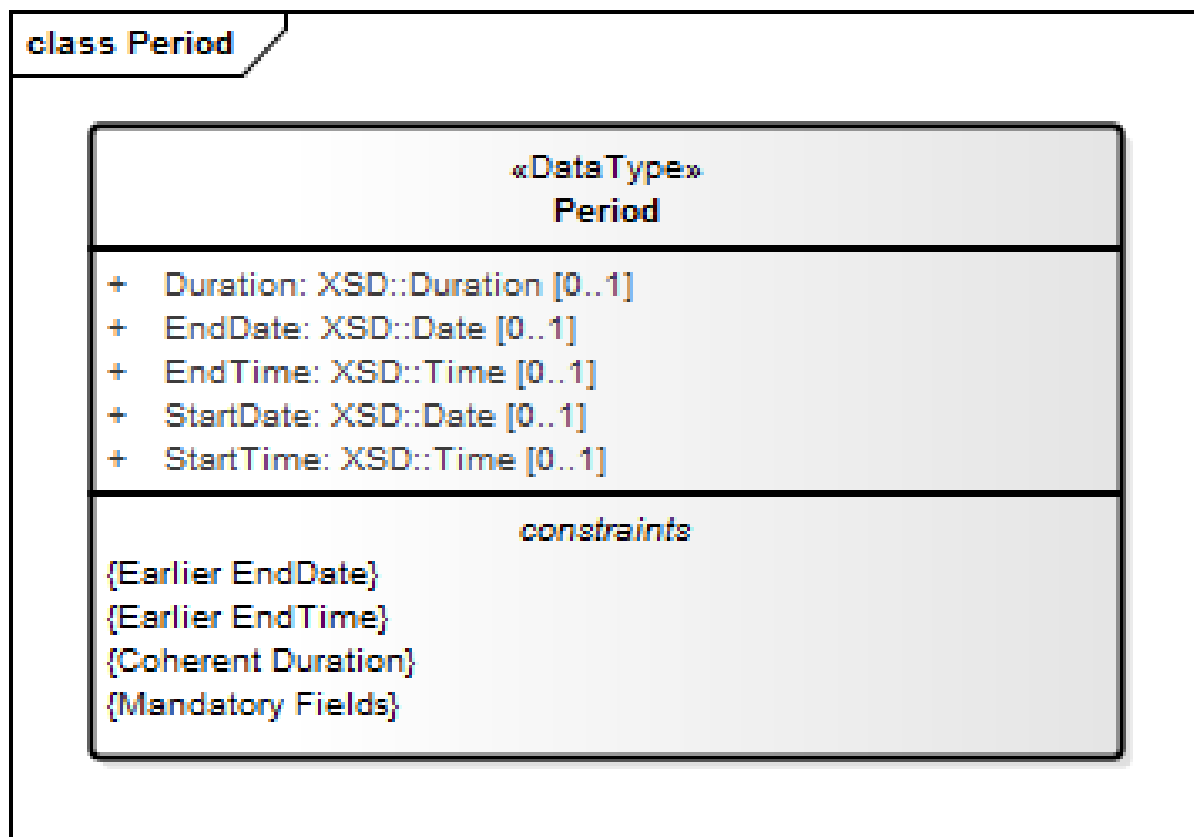 class Period
«DataType»
Period
+ Duration: XSD::Duration [0..1]
+ EndDate: XSD::Date [0..1]
+ EndTime: XSD::Time [0..1]
+ StartDate: XSD::Date [0..1]
+ StartTime: XSD::Time [0..1]
constraints
{Earlier EndDate}
{Earlier EndTime}
{Coherent Duration}
{Mandatory Fields}